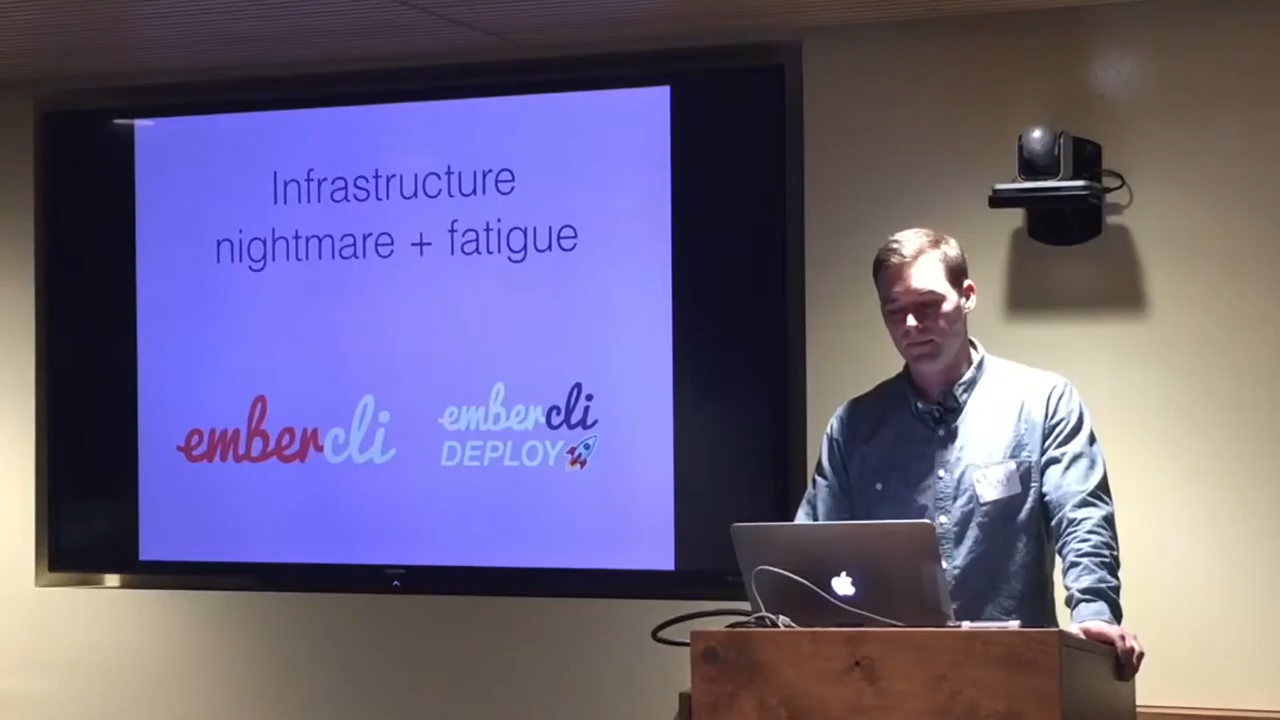 Infrastructure
nightmare + fatigue
embercli
embercli
DEPLOY